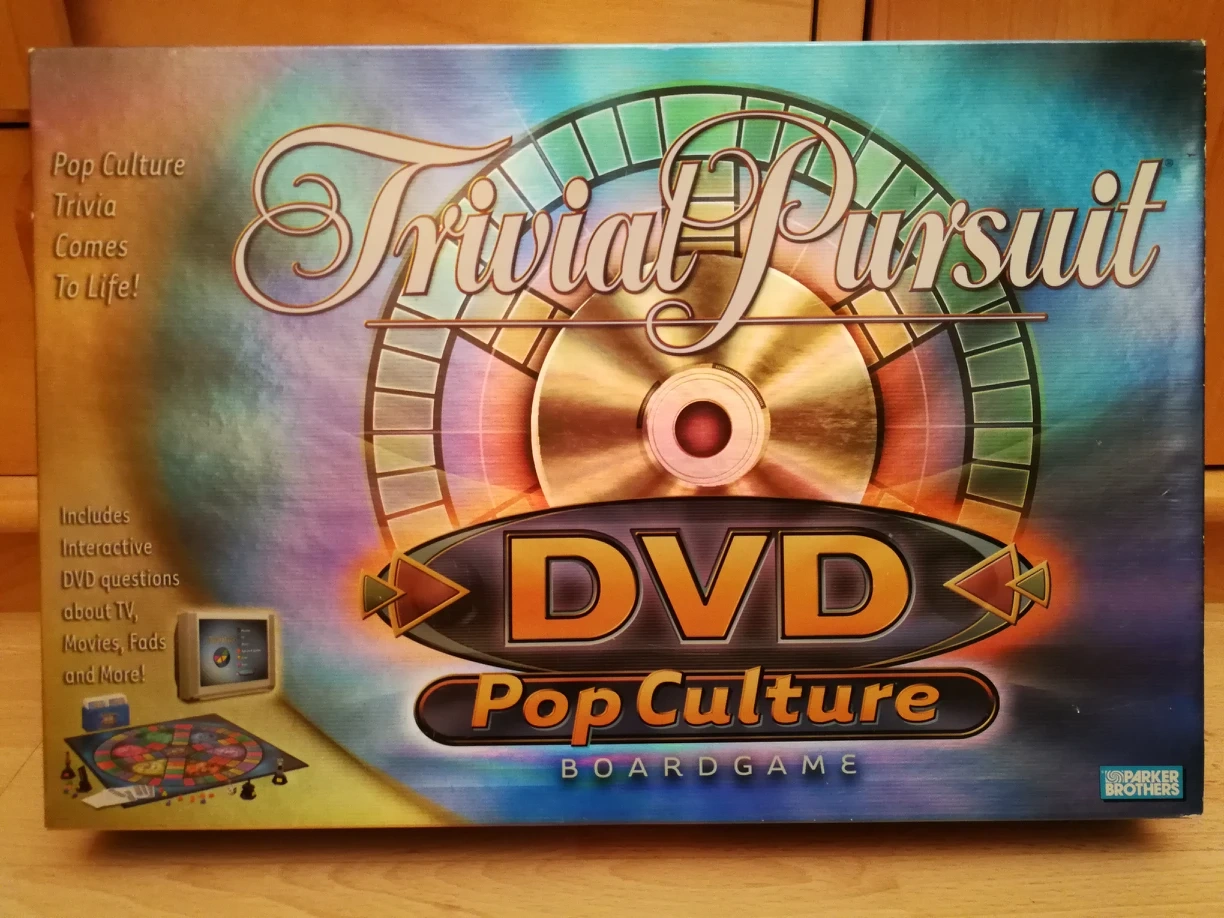 Pop Culture
Trivia
Comes
To Life!
Trivial Pursuit®
Includes
Interactive
DVD questions
about TV,
Movies, Fads
and More!
DVD
Pop Culture
BOARDGAME
PARKER
BROTHERS